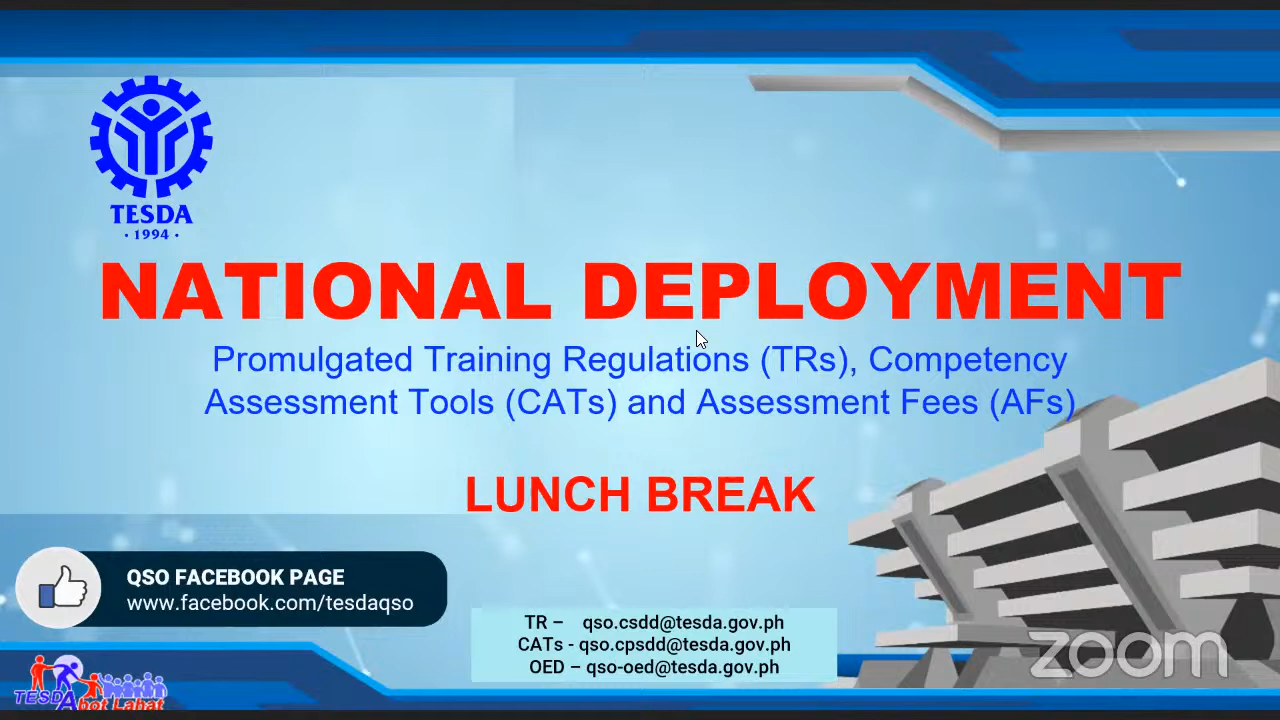 TESDA
· 1994 ·
NATIONAL DEPLOYMENT
Promulgated Training Regulations (TRs), Competency
Assessment Tools (CATs) and Assessment Fees (AFs)
LUNCH BREAK
QSO FACEBOOK PAGE
www.facebook.com/tesdaqso
TR – qso.csdd@tesda.gov.ph
CATs - qso.cpsdd@tesda.gov.ph
OED – qso-oed@tesda.gov.ph
zoom
TESDAbot Lahat